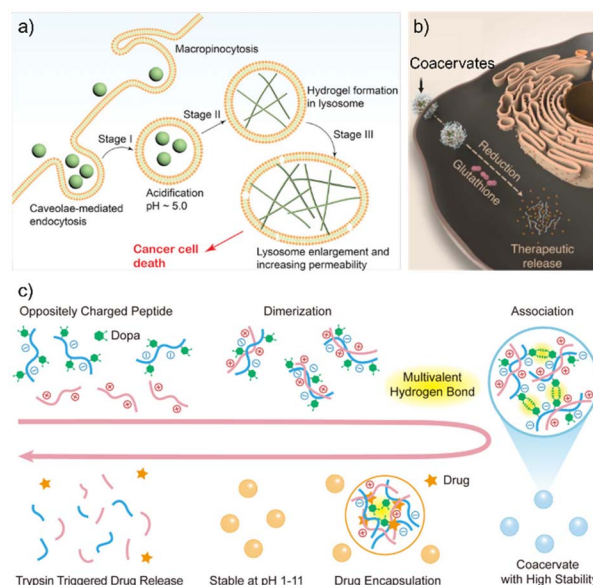 a)
Macropinocytosis
Hydrogel formation
in lysosome
Stage I
Stage II
Stage III
Acidification
pH ~ 5.0
Caveolae-mediated
endocytosis
Cancer cell
death
Lysosome enlargement and
increasing permeability
b)
Coacervates
Reduction
Glutathione
Therapeutic
release
c)
Oppositely Charged Peptide
Dimerization
Association
Dopa
Multivalent
Hydrogen Bond
Drug
Trypsin Triggered Drug Release
Stable at pH 1-11
Drug Encapsulation
Coacervate
with High Stability